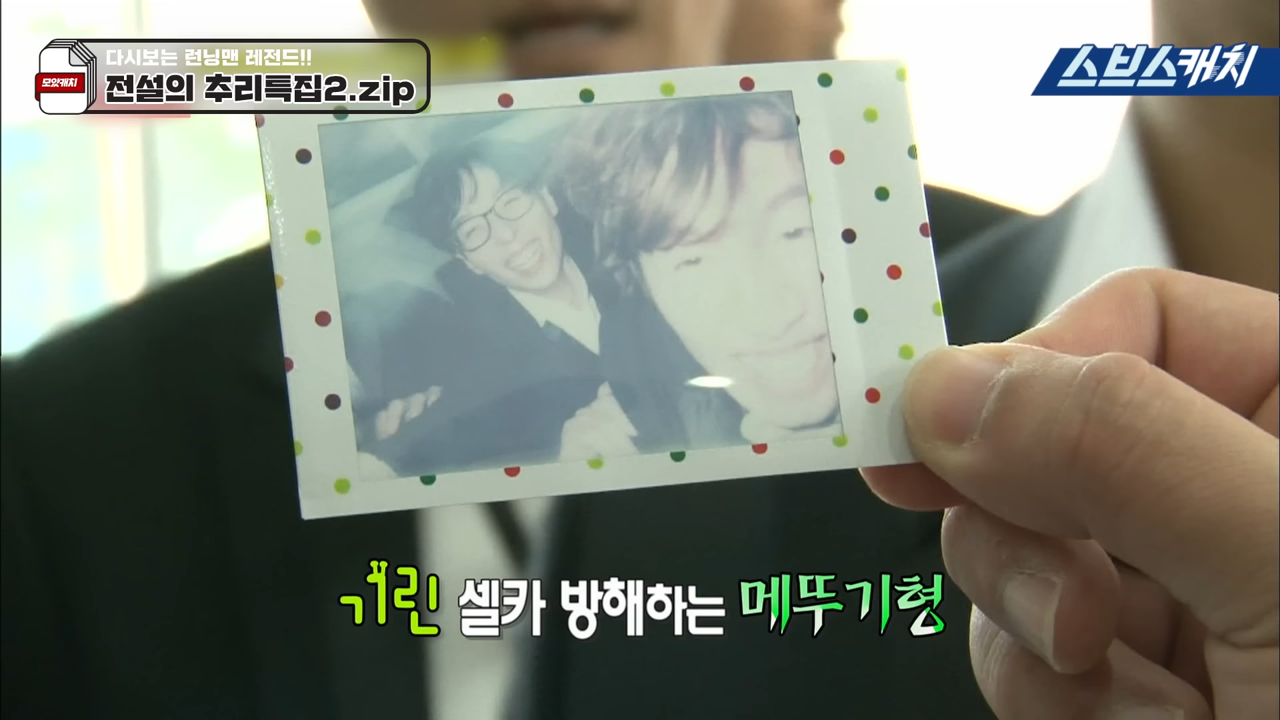 다시보는 런닝맨 레전드!!
모았캐치
전설의 추리특집2.zip
스브스캐치
기린 셀카 방해하는 메뚜기형